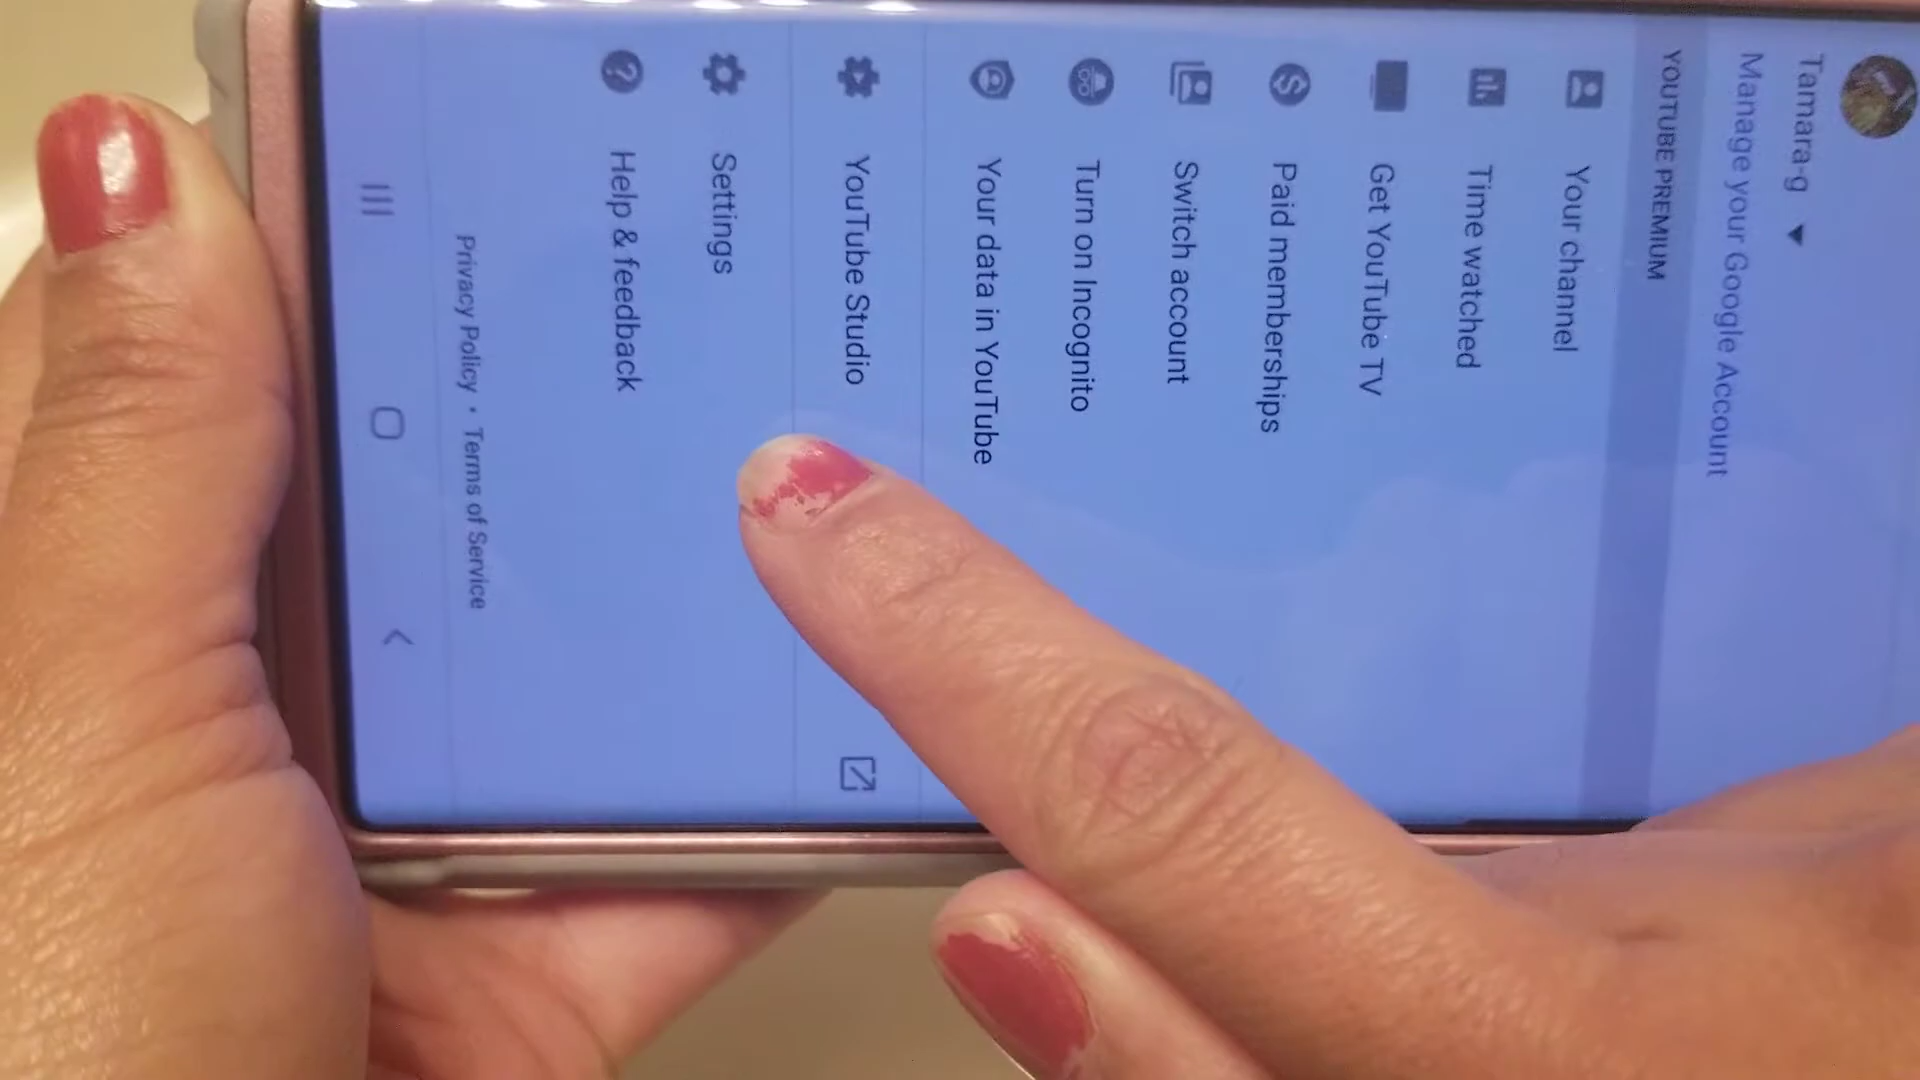 Tamara-g
Manage your Google Account
YOUTUBE PREMIUM
Your channel
Time watched
Get YouTube TV
Paid memberships
Switch account
Turn on Incognito
Your data in YouTube
YouTube Studio
Settings
Help & feedback
Privacy Policy • Terms of Service